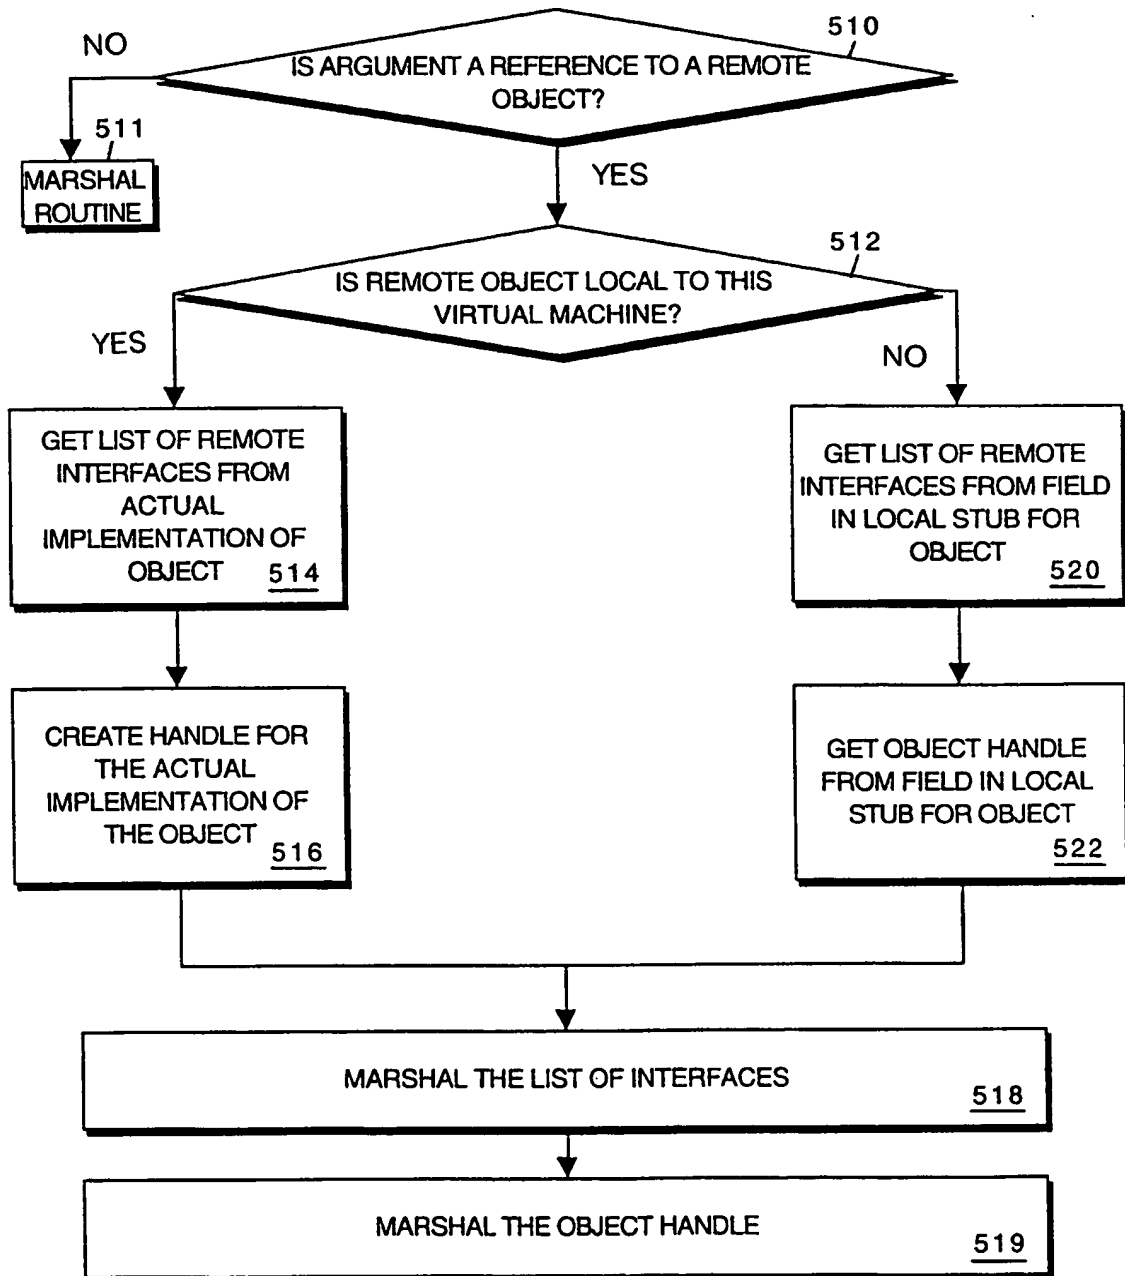 510
NO
IS ARGUMENT A REFERENCE TO A REMOTE
OBJECT?
511
MARSHAL
ROUTINE
YES
512
IS REMOTE OBJECT LOCAL TO THIS
VIRTUAL MACHINE?
YES
NO
GET LIST OF REMOTE
INTERFACES FROM
ACTUAL
IMPLEMENTATION OF
OBJECT
514
GET LIST OF REMOTE
INTERFACES FROM FIELD
IN LOCAL STUB FOR
OBJECT
520
CREATE HANDLE FOR
THE ACTUAL
IMPLEMENTATION OF
THE OBJECT
516
GET OBJECT HANDLE
FROM FIELD IN LOCAL
STUB FOR OBJECT
522
MARSHAL THE LIST OF INTERFACES
518
MARSHAL THE OBJECT HANDLE
519